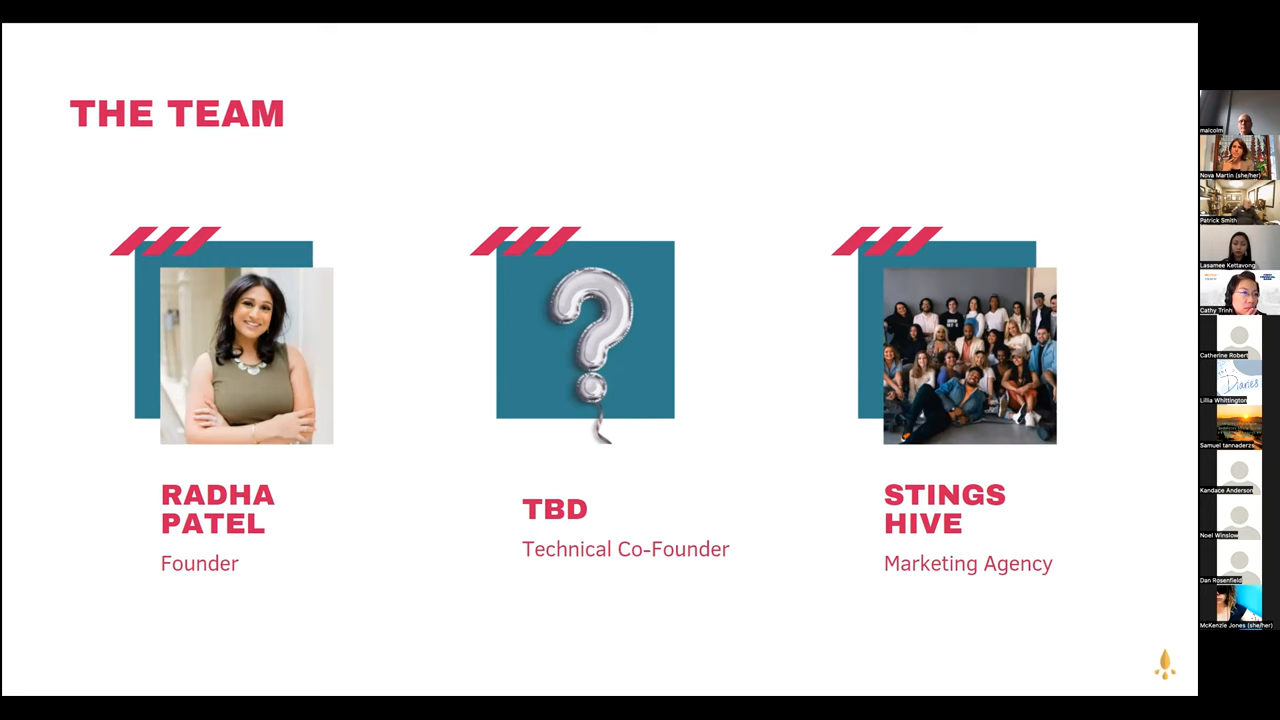 THE TEAM
RADHA
PATEL
Founder
TBD
Technical Co-Founder
STINGS
HIVE
Marketing Agency
malcolm
Nova Martin (she/her)
Patrick Smith
Lasamee Kettavong
Cathy Trinh
Catherine Robert
Diaries
Lillia Whittington
Samuel tannaderzs
Kandace Anderson
Noel Winslow
Dan Rosenfield
McKenzie Jones (she/her)